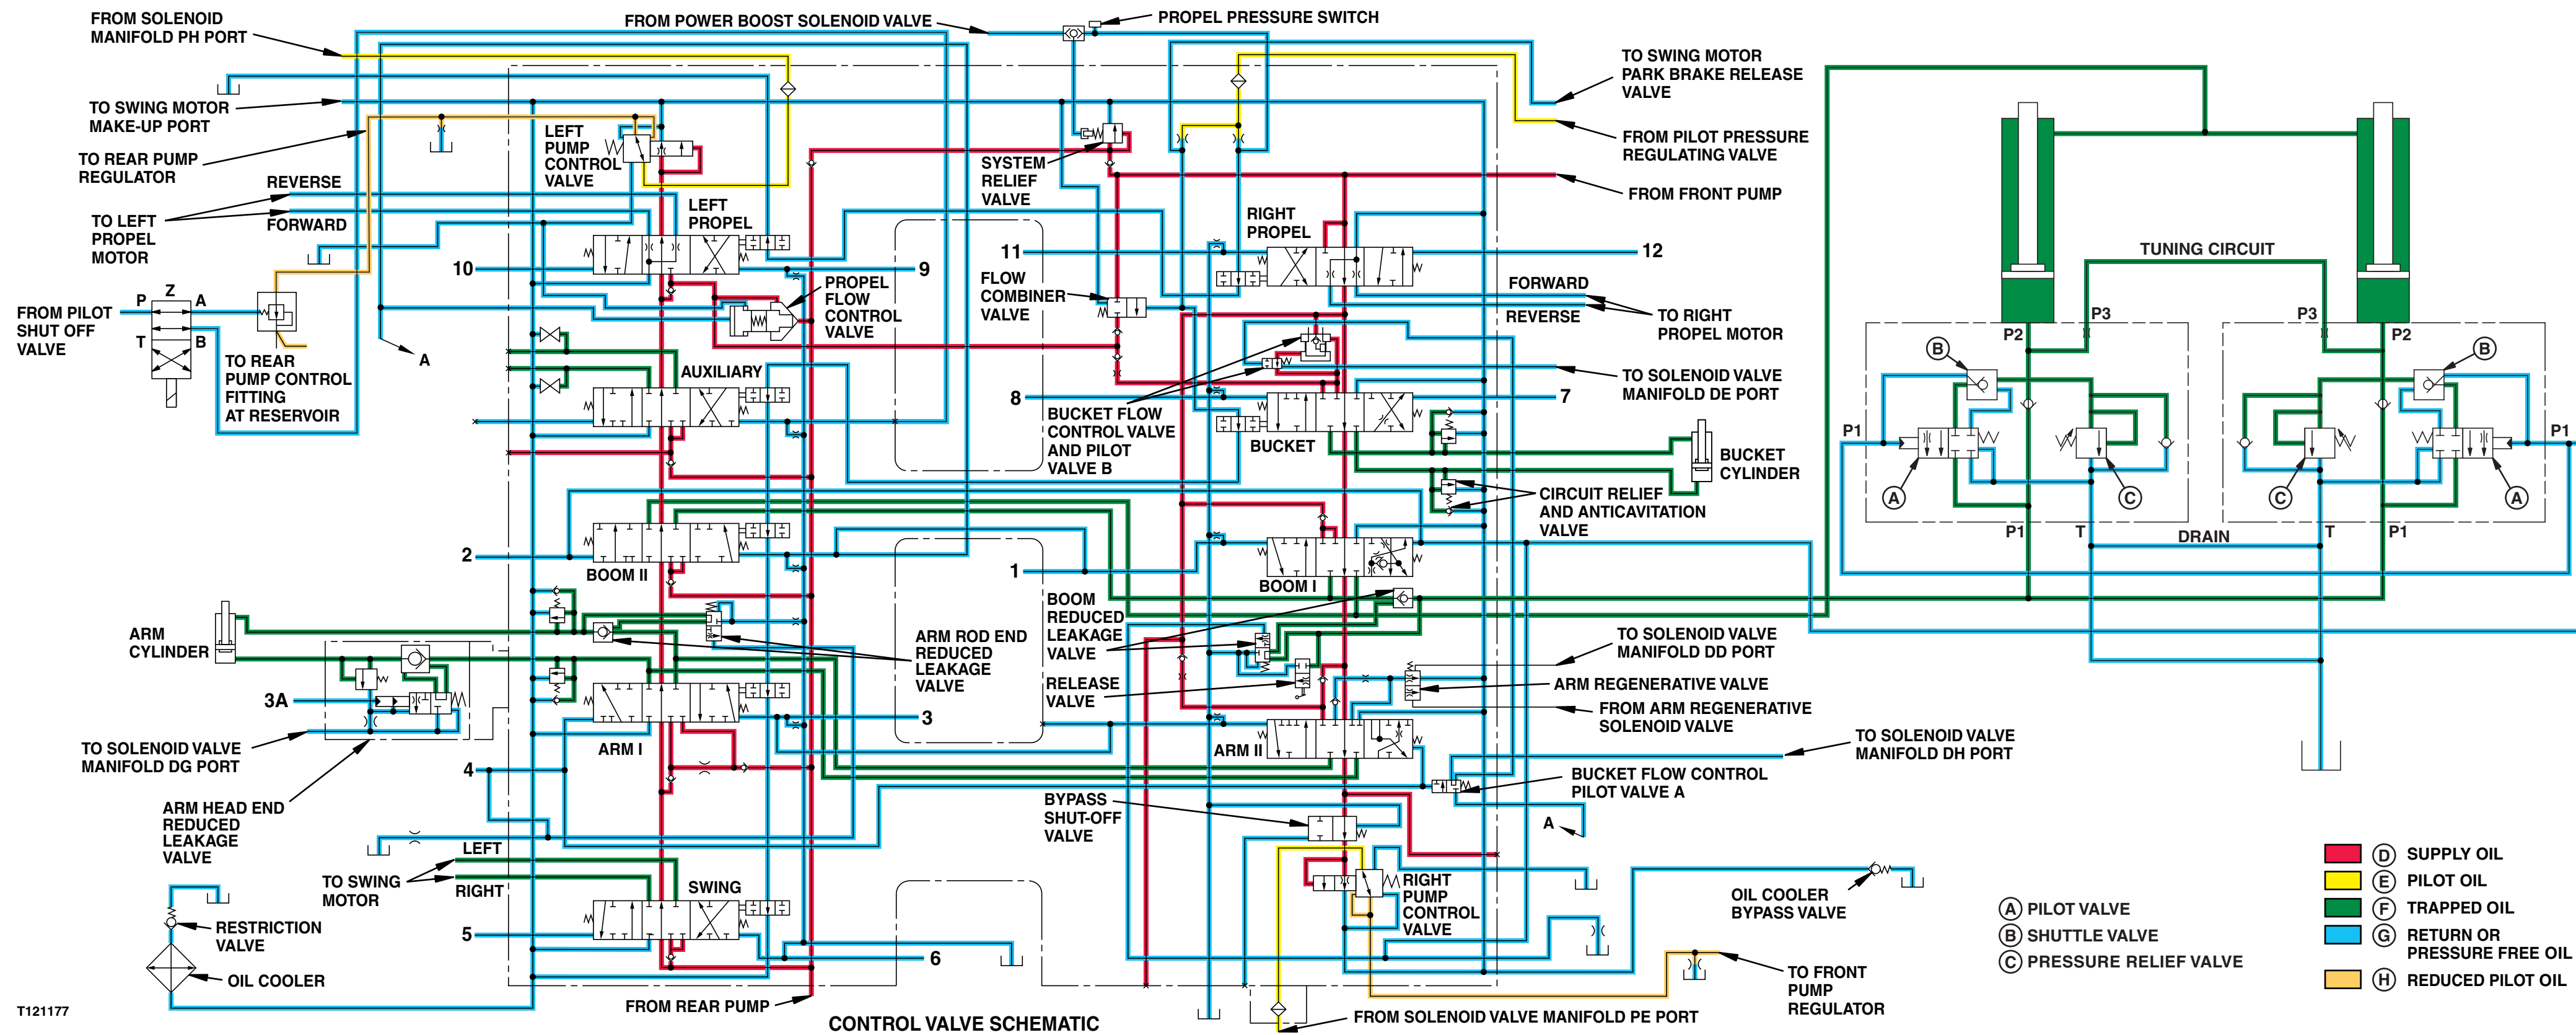 FROM SOLENOID
MANIFOLD PH PORT
FROM POWER BOOST SOLENOID VALVE
PROPEL PRESSURE SWITCH
TO SWING MOTOR
PARK BRAKE RELEASE
VALVE
TO SWING MOTOR
MAKE-UP PORT
FROM PILOT PRESSURE
REGULATING VALVE
TO REAR PUMP
REGULATOR
LEFT
PUMP
CONTROL
VALVE
SYSTEM
RELIEF
VALVE
FROM FRONT PUMP
REVERSE
FORWARD
TO LEFT
PROPEL
MOTOR
LEFT
PROPEL
RIGHT
PROPEL
11
12
10
9
FLOW
COMBINER
VALVE
PROPEL
FLOW
CONTROL
VALVE
FORWARD
REVERSE
TO RIGHT
PROPEL MOTOR
FROM PILOT
SHUT OFF
VALVE
P
Z
A
T
B
TO REAR
PUMP CONTROL
FITTING
AT RESERVOIR
A
AUXILIARY
8
7
TO SOLENOID VALVE
MANIFOLD DE PORT
BUCKET FLOW
CONTROL VALVE
AND PILOT
VALVE B
BUCKET
BUCKET
CYLINDER
CIRCUIT RELIEF
AND ANTICAVITATION
VALVE
TUNING CIRCUIT
P3
P3
P2
P2
B
B
P1
P1
A
C
C
A
P1
T
DRAIN
T
P1
2
BOOM II
1
BOOM I
BOOM
REDUCED
LEAKAGE
VALVE
ARM
CYLINDER
ARM ROD END
REDUCED
LEAKAGE
VALVE
TO SOLENOID VALVE
MANIFOLD DD PORT
RELEASE
VALVE
ARM REGENERATIVE VALVE
FROM ARM REGENERATIVE
SOLENOID VALVE
3A
3
TO SOLENOID VALVE
MANIFOLD DG PORT
ARM I
ARM II
TO SOLENOID VALVE
MANIFOLD DH PORT
4
BUCKET FLOW CONTROL
PILOT VALVE A
ARM HEAD END
REDUCED
LEAKAGE
VALVE
BYPASS
SHUT-OFF
VALVE
A
LEFT
TO SWING
MOTOR
RIGHT
SWING
RIGHT
PUMP
CONTROL
VALVE
OIL COOLER
BYPASS VALVE
RESTRICTION
VALVE
5
6
OIL COOLER
FROM REAR PUMP
TO FRONT
PUMP
REGULATOR
FROM SOLENOID VALVE MANIFOLD PE PORT
A PILOT VALVE
B SHUTTLE VALVE
C PRESSURE RELIEF VALVE
D SUPPLY OIL
E PILOT OIL
F TRAPPED OIL
G RETURN OR
PRESSURE FREE OIL
H REDUCED PILOT OIL
T121177
CONTROL VALVE SCHEMATIC